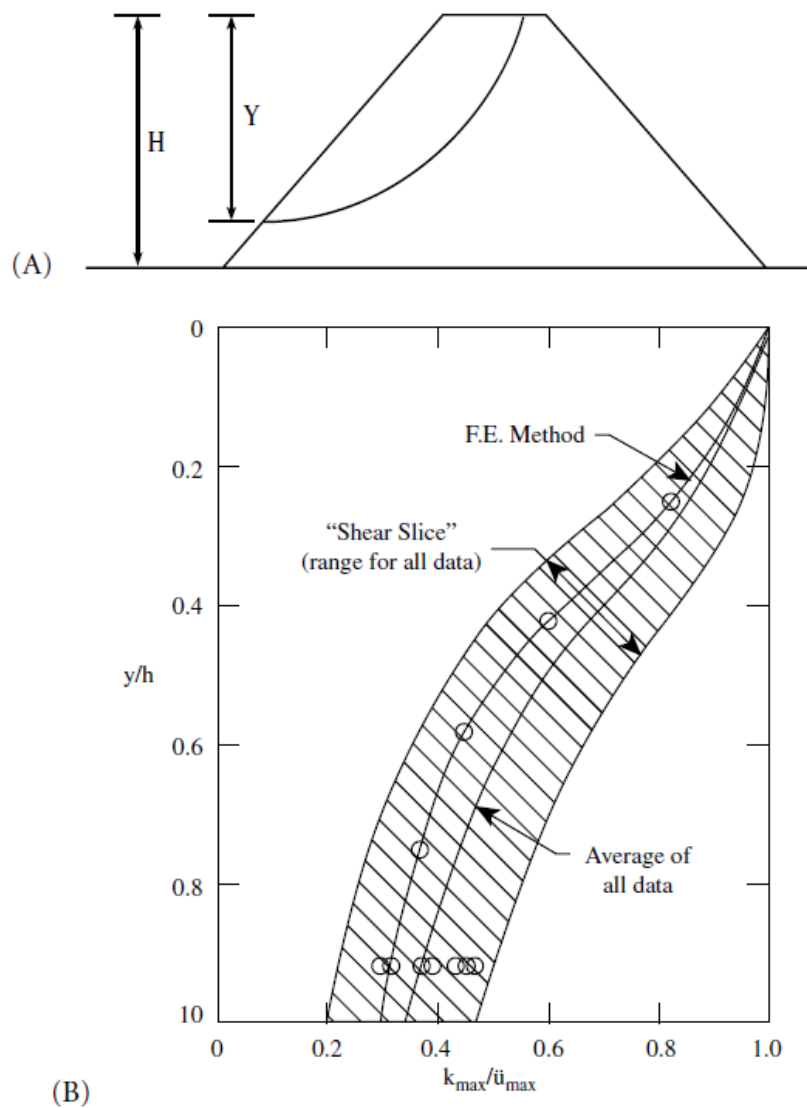 H
Y
(A)
0
0.2
0.4
0.6
0.8
10
y/h
F.E. Method
“Shear Slice”
(range for all data)
Average of
all data
0
0.2
0.4
0.6
0.8
1.0
kmax/ümax
(B)